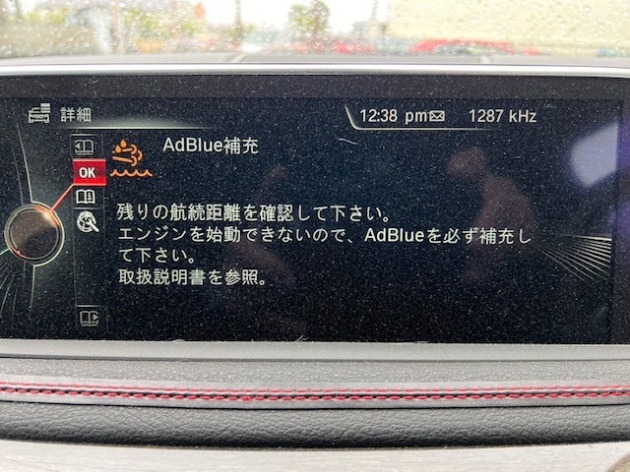 詳細
12:38 pm 1287 kHz
AdBlue補充
OK
残りの航続距離を確認して下さい。
エンジンを始動できないので、AdBlueを必ず補充し
て下さい。
取扱説明書を参照。